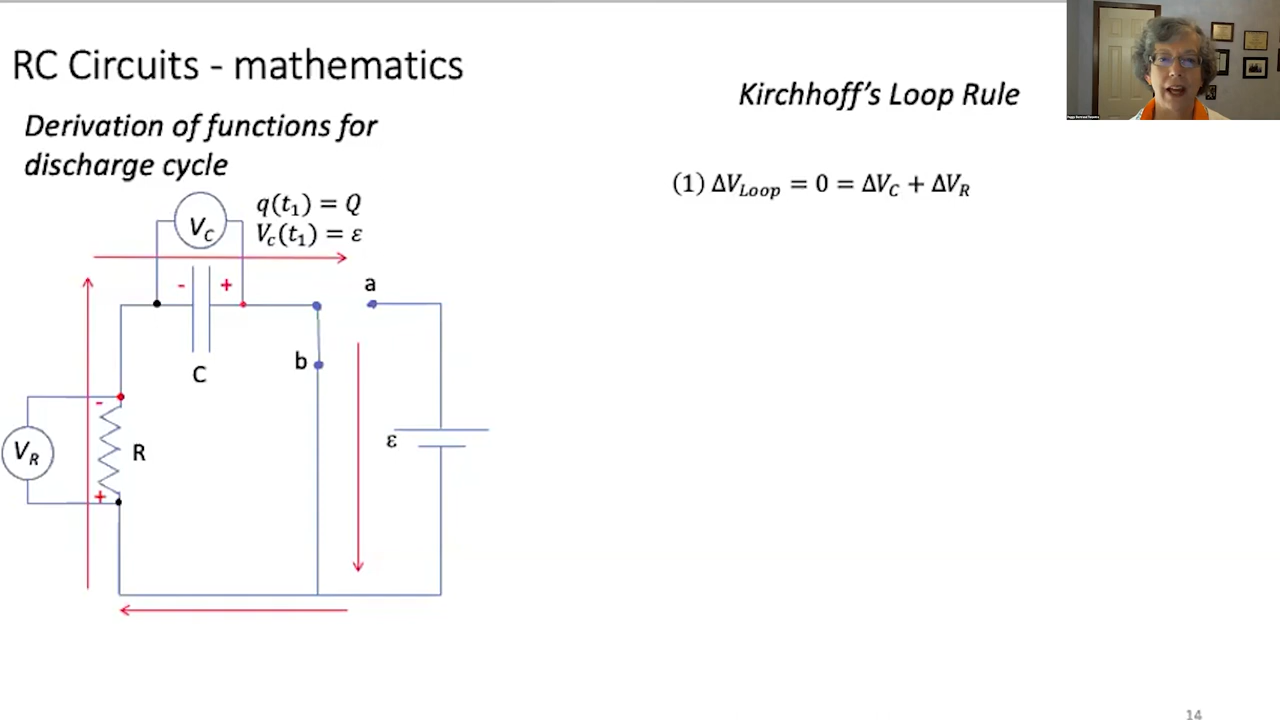 RC Circuits - mathematics
Kirchhoff's Loop Rule
Derivation of functions for
discharge cycle
(1) ΔV_Loop = 0 = ΔV_C + ΔV_R
q(t₁) = Q
V_c(t₁) = ε
V_C
- +
a
b
C
-
V_R
R
ε
+
14